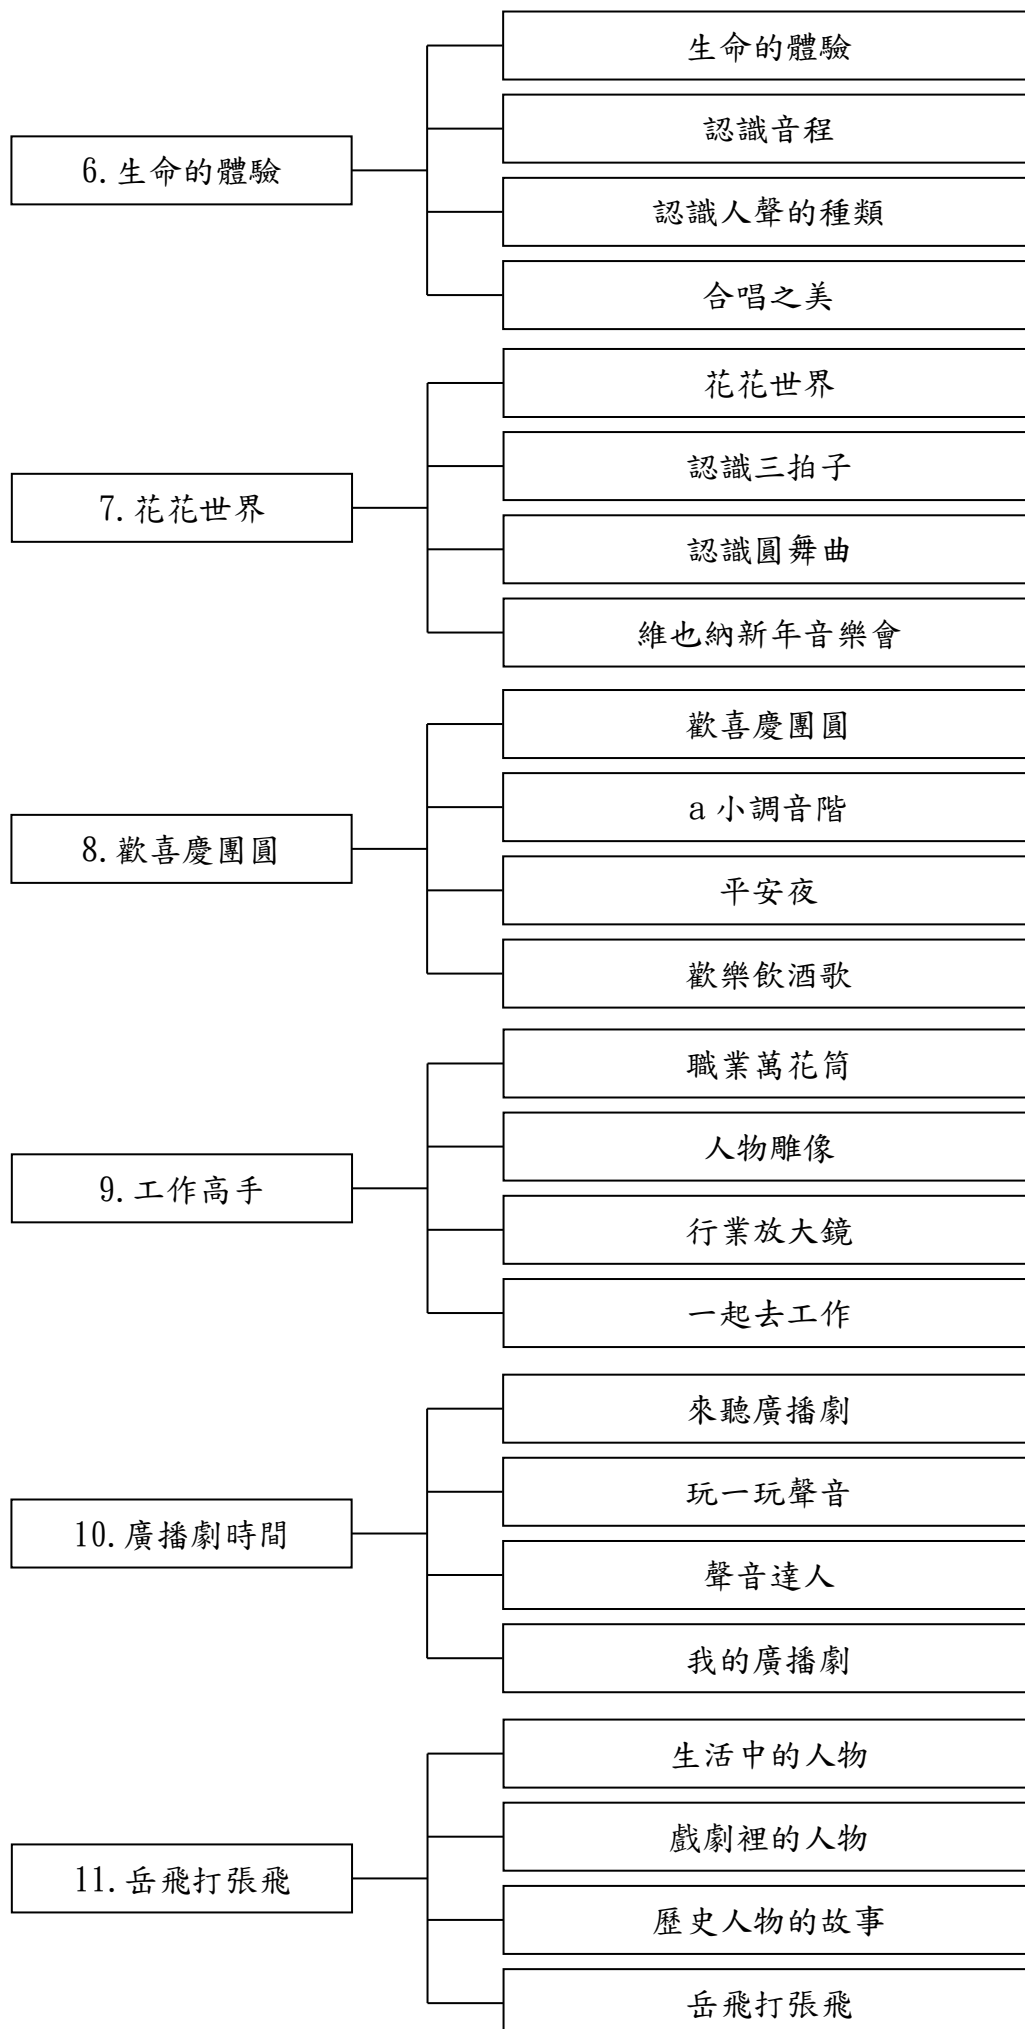 6.生命的體驗
生命的體驗
認識音程
認識人聲的種類
合唱之美
7.花花世界
花花世界
認識三拍子
認識圓舞曲
維也納新年音樂會
8.歡喜慶團圓
歡喜慶團圓
a 小調音階
平安夜
歡樂飲酒歌
9.工作高手
職業萬花筒
人物雕像
行業放大鏡
一起去工作
10.廣播劇時間
來聽廣播劇
玩一玩聲音
聲音達人
我的廣播劇
11.岳飛打張飛
生活中的人物
戲劇裡的人物
歷史人物的故事
岳飛打張飛